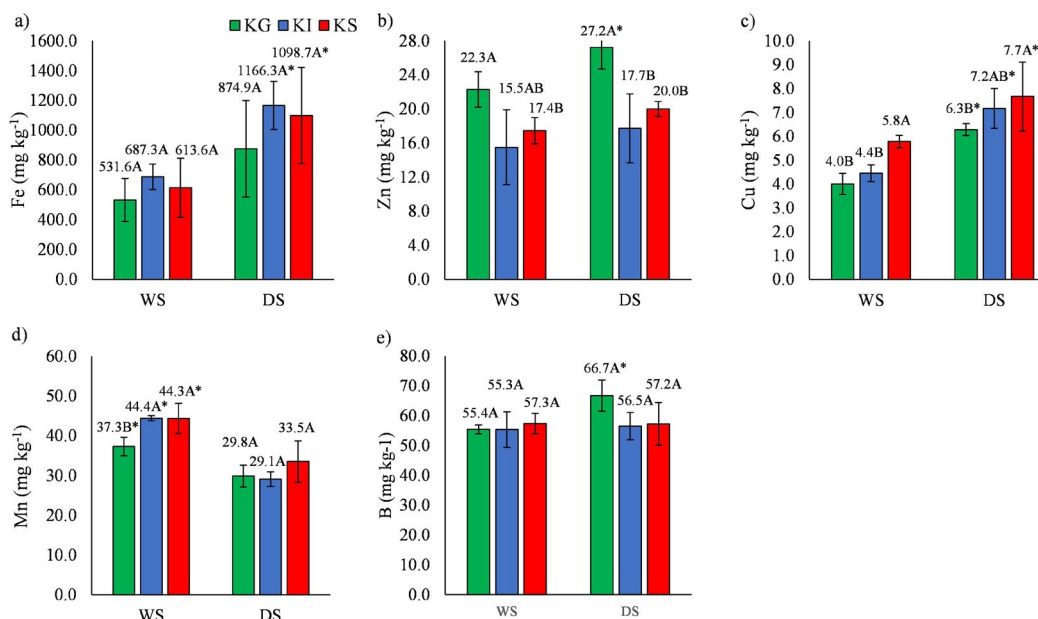 a)
KG KI KS
Fe (mg kg-1)
1600.0
1400.0
1200.0
1000.0
800.0
600.0
400.0
200.0
0.0
531.6A
687.3A
613.6A
874.9A
1166.3A*
1098.7A*
WS DS
b)
Zn (mg kg-1)
28.0
24.0
20.0
16.0
12.0
8.0
4.0
0.0
22.3A
15.5AB
17.4B
27.2A*
17.7B
20.0B
WS DS
c)
Cu (mg kg-1)
10.0
9.0
8.0
7.0
6.0
5.0
4.0
3.0
2.0
1.0
0.0
4.0B
4.4B
5.8A
6.3B*
7.2AB*
7.7A*
WS DS
d)
Mn (mg kg-1)
60.0
50.0
40.0
30.0
20.0
10.0
0.0
37.3B*
44.4A*
44.3A*
29.8A
29.1A
33.5A
WS DS
e)
B (mg kg-1)
80.0
70.0
60.0
50.0
40.0
30.0
20.0
10.0
0.0
55.4A
55.3A
57.3A
66.7A*
56.5A
57.2A
WS DS